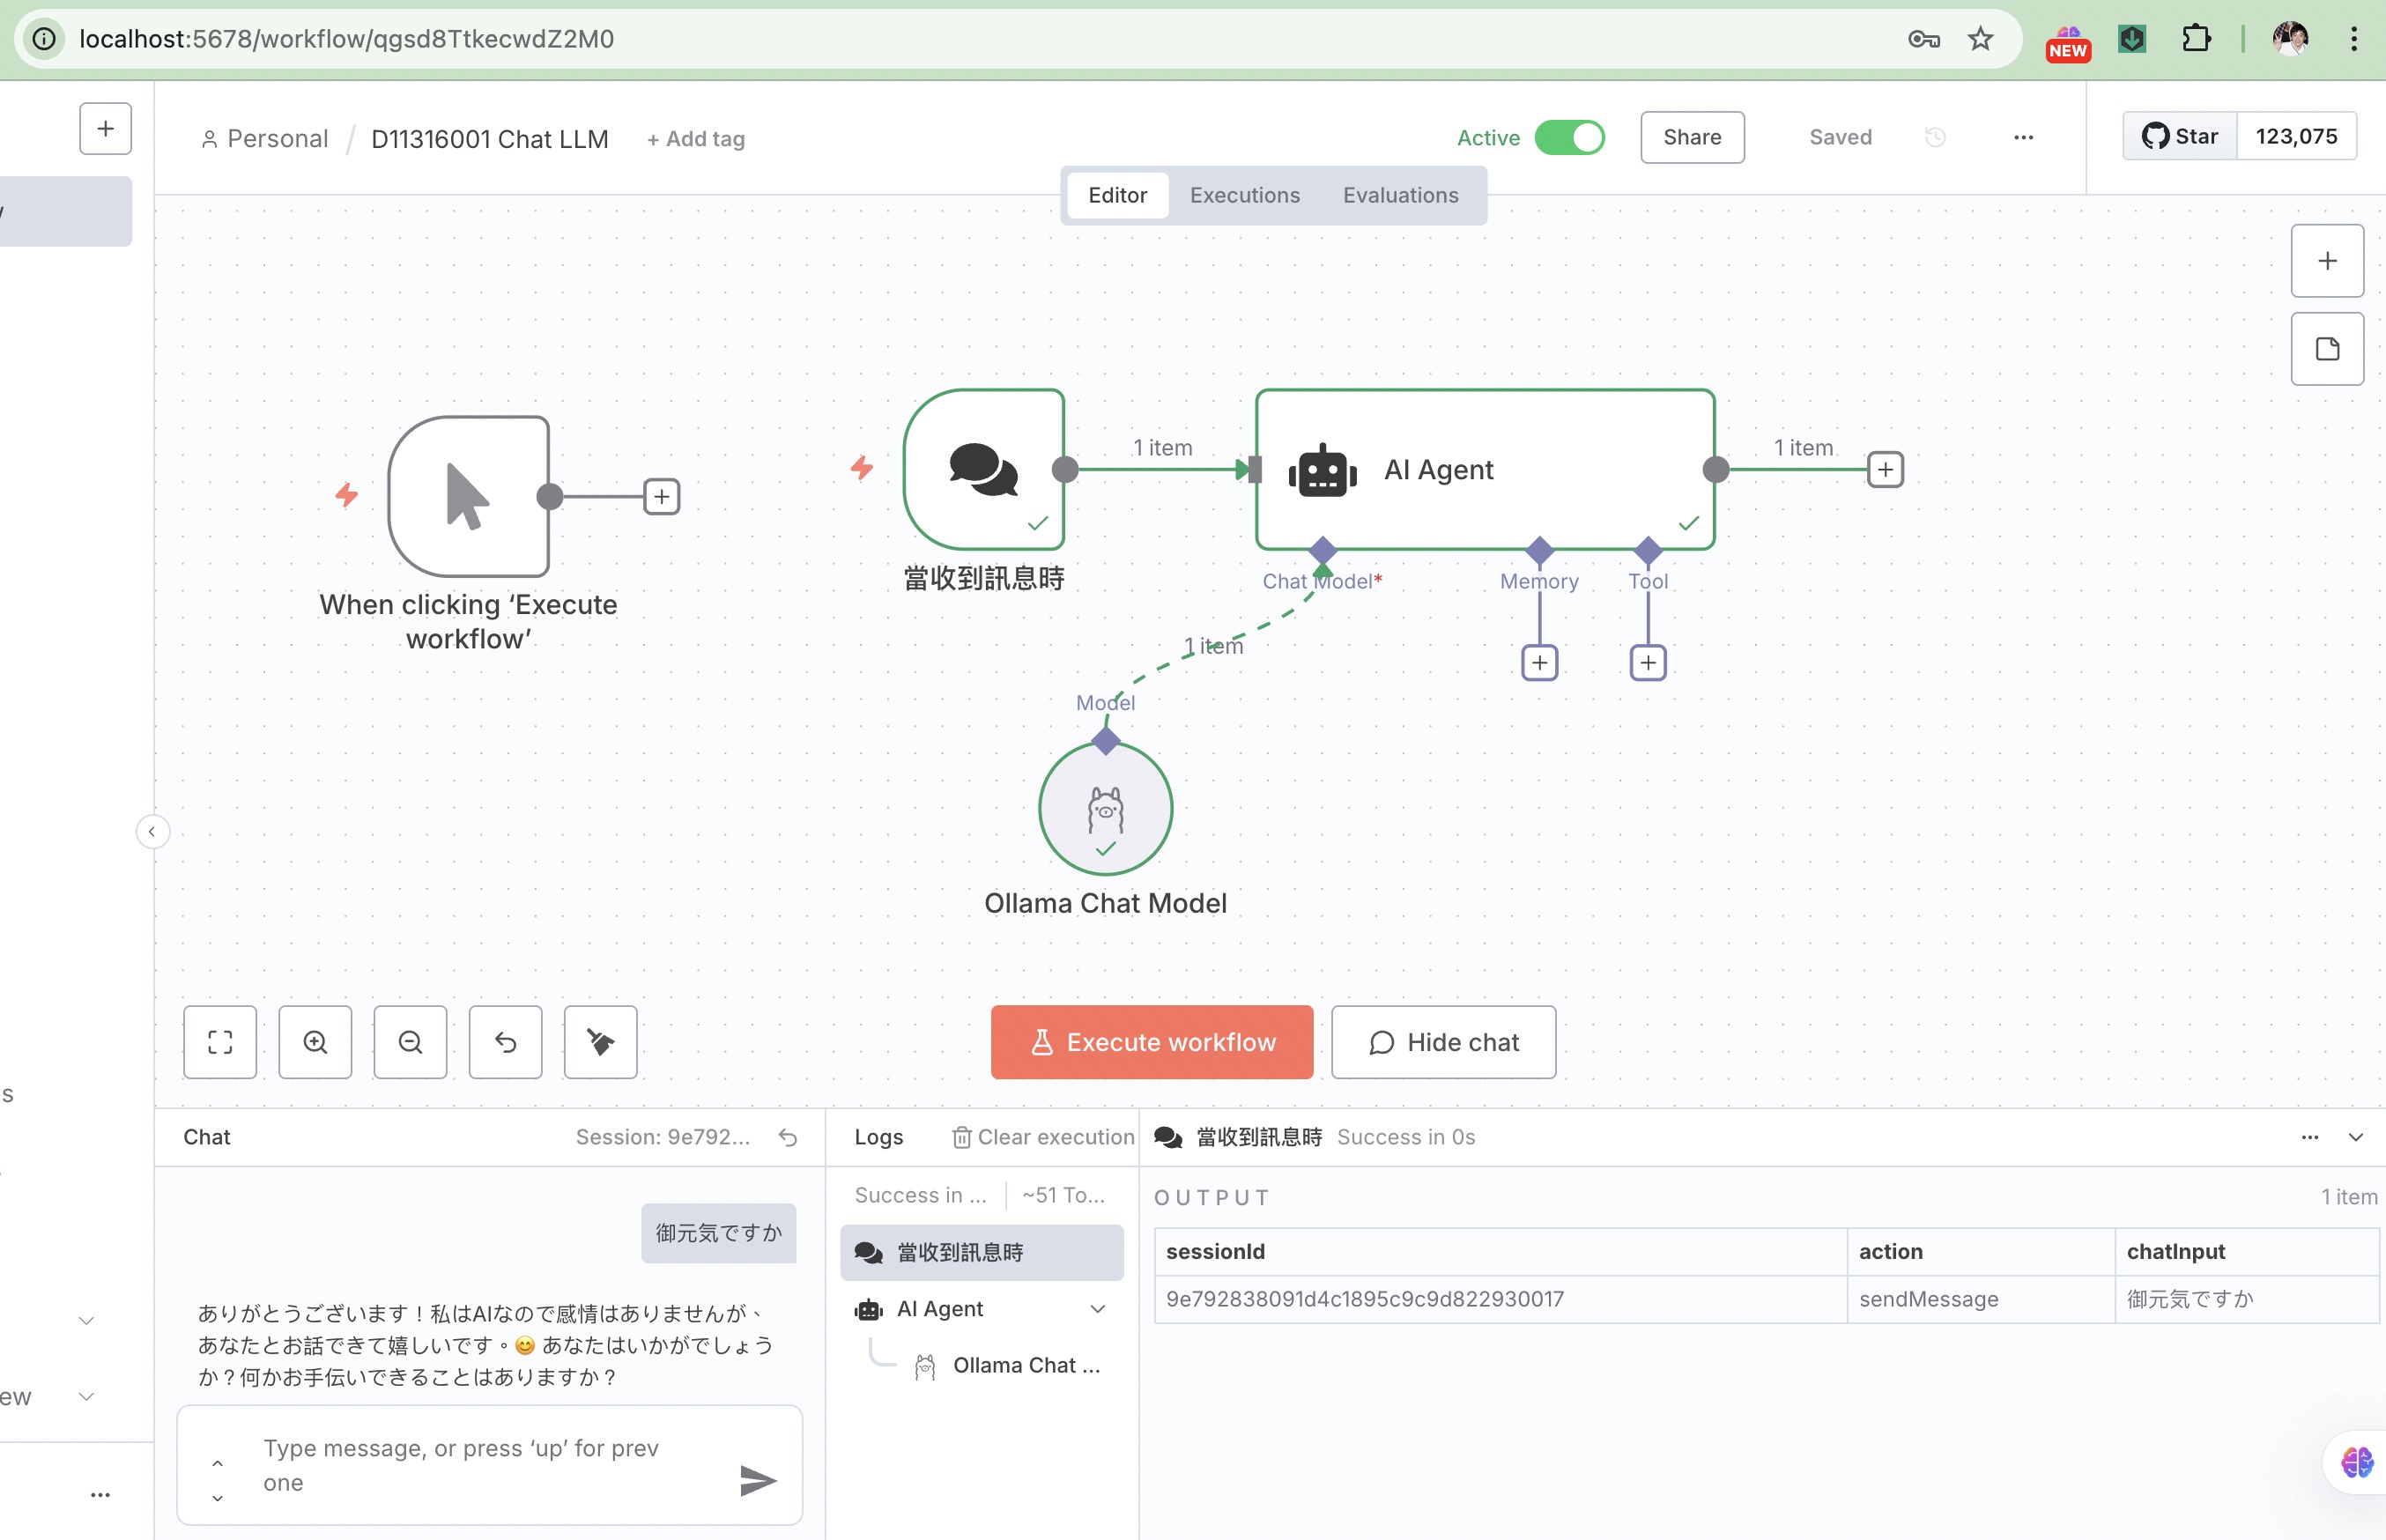 localhost:5678/workflow/qgsd8TtkecwdZ2M0
NEW
Personal / D11316001 Chat LLM + Add tag
Active
Share
Saved
Star
123,075
Editor
Executions
Evaluations
When clicking ‘Execute
workflow’
當收到訊息時
1 item
AI Agent
1 item
Chat Model*
Memory
Tool
1 item
Model
Ollama Chat Model
Execute workflow
Hide chat
Chat
Session: 9e792...
御元気ですか
ありがとうございます！私はAIなので感情はありませんが、
あなたとお話できて嬉しいです。😊 あなたはいかがでしょう
か？何かお手伝いできることはありますか？
Type message, or press ‘up’ for prev
one
Logs
Clear execution
Success in ...
~51 To...
當收到訊息時
AI Agent
Ollama Chat ...
當收到訊息時 Success in 0s
OUTPUT
1 item
sessionId action chatInput
9e792838091d4c1895c9c9d822930017 sendMessage 御元気ですか
s
ew